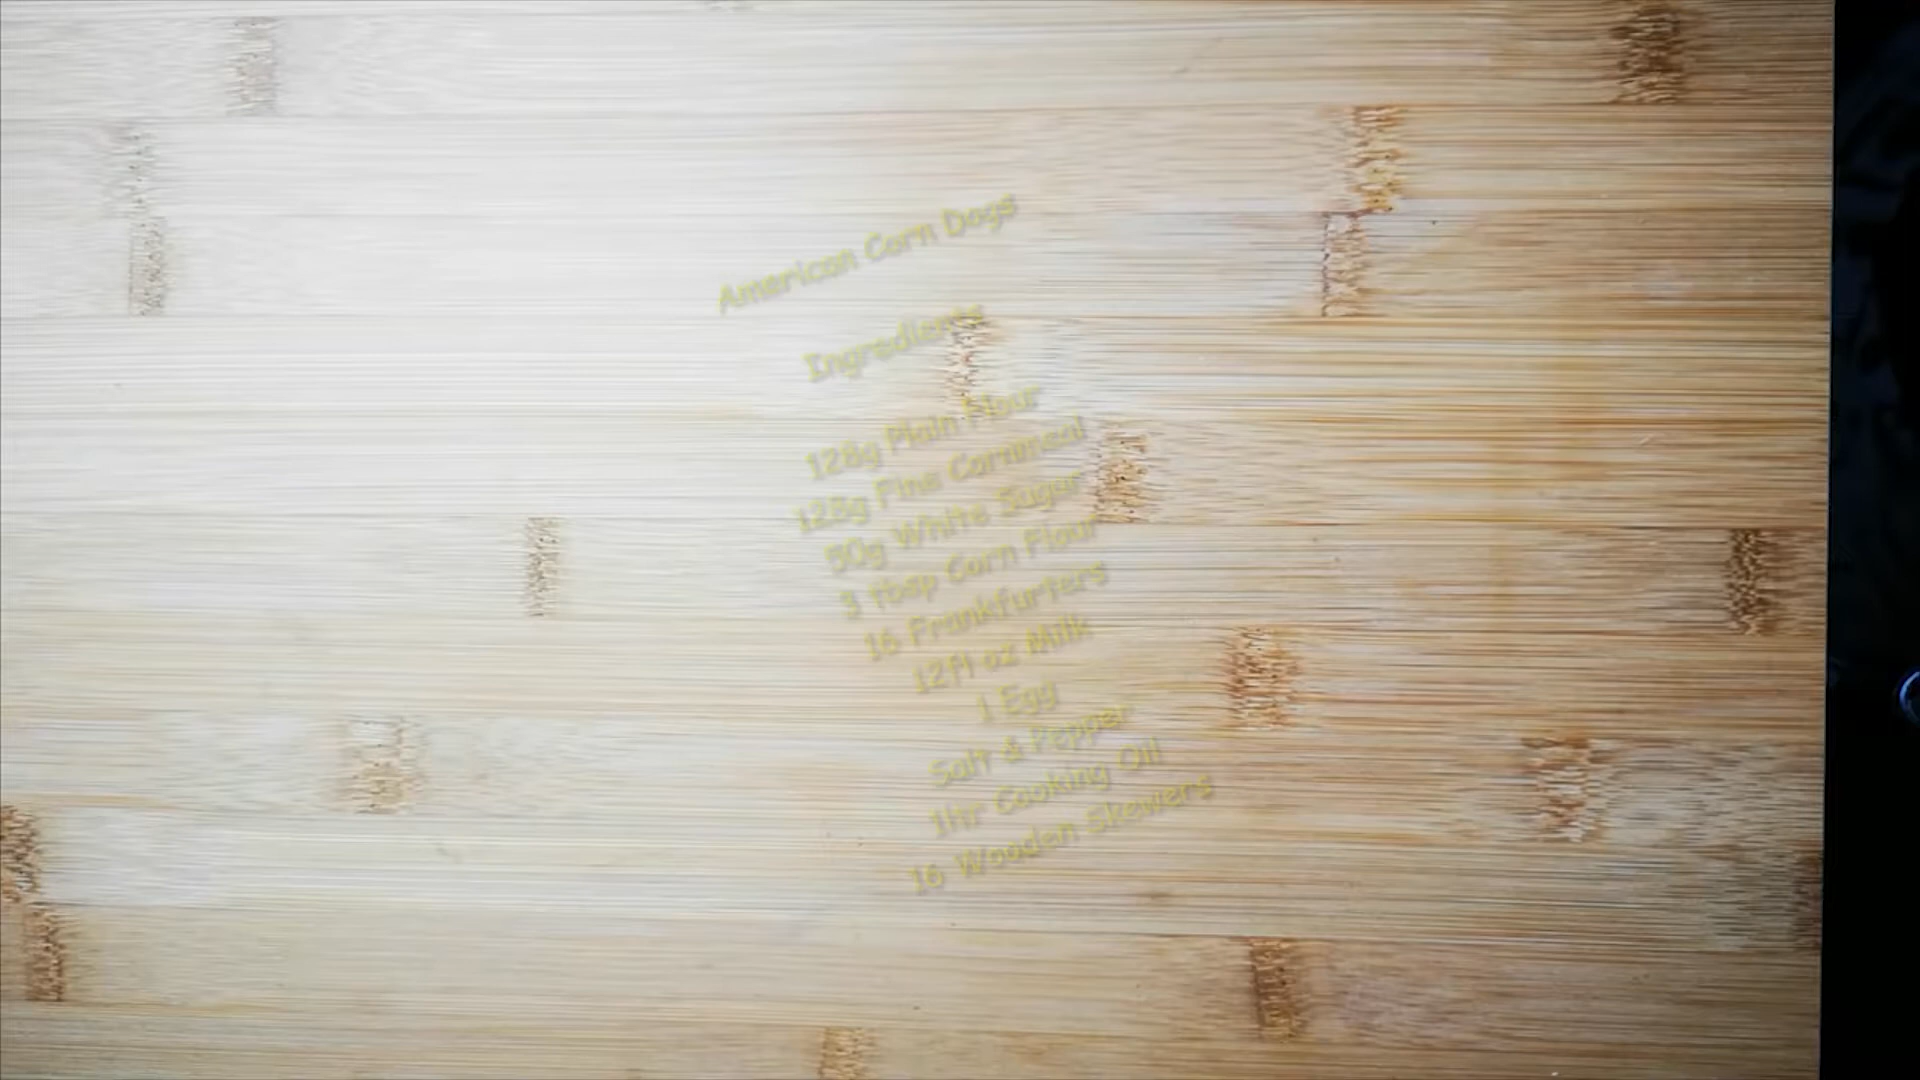 American Corn Dogs
Ingredients
128g Plain Flour
128g Fine Cornmeal
50g White Sugar
3 tbsp Corn Flour
16 Frankfurters
12fl oz Milk
1 Egg
Salt & Pepper
1ltr Cooking Oil
16 Wooden Skewers